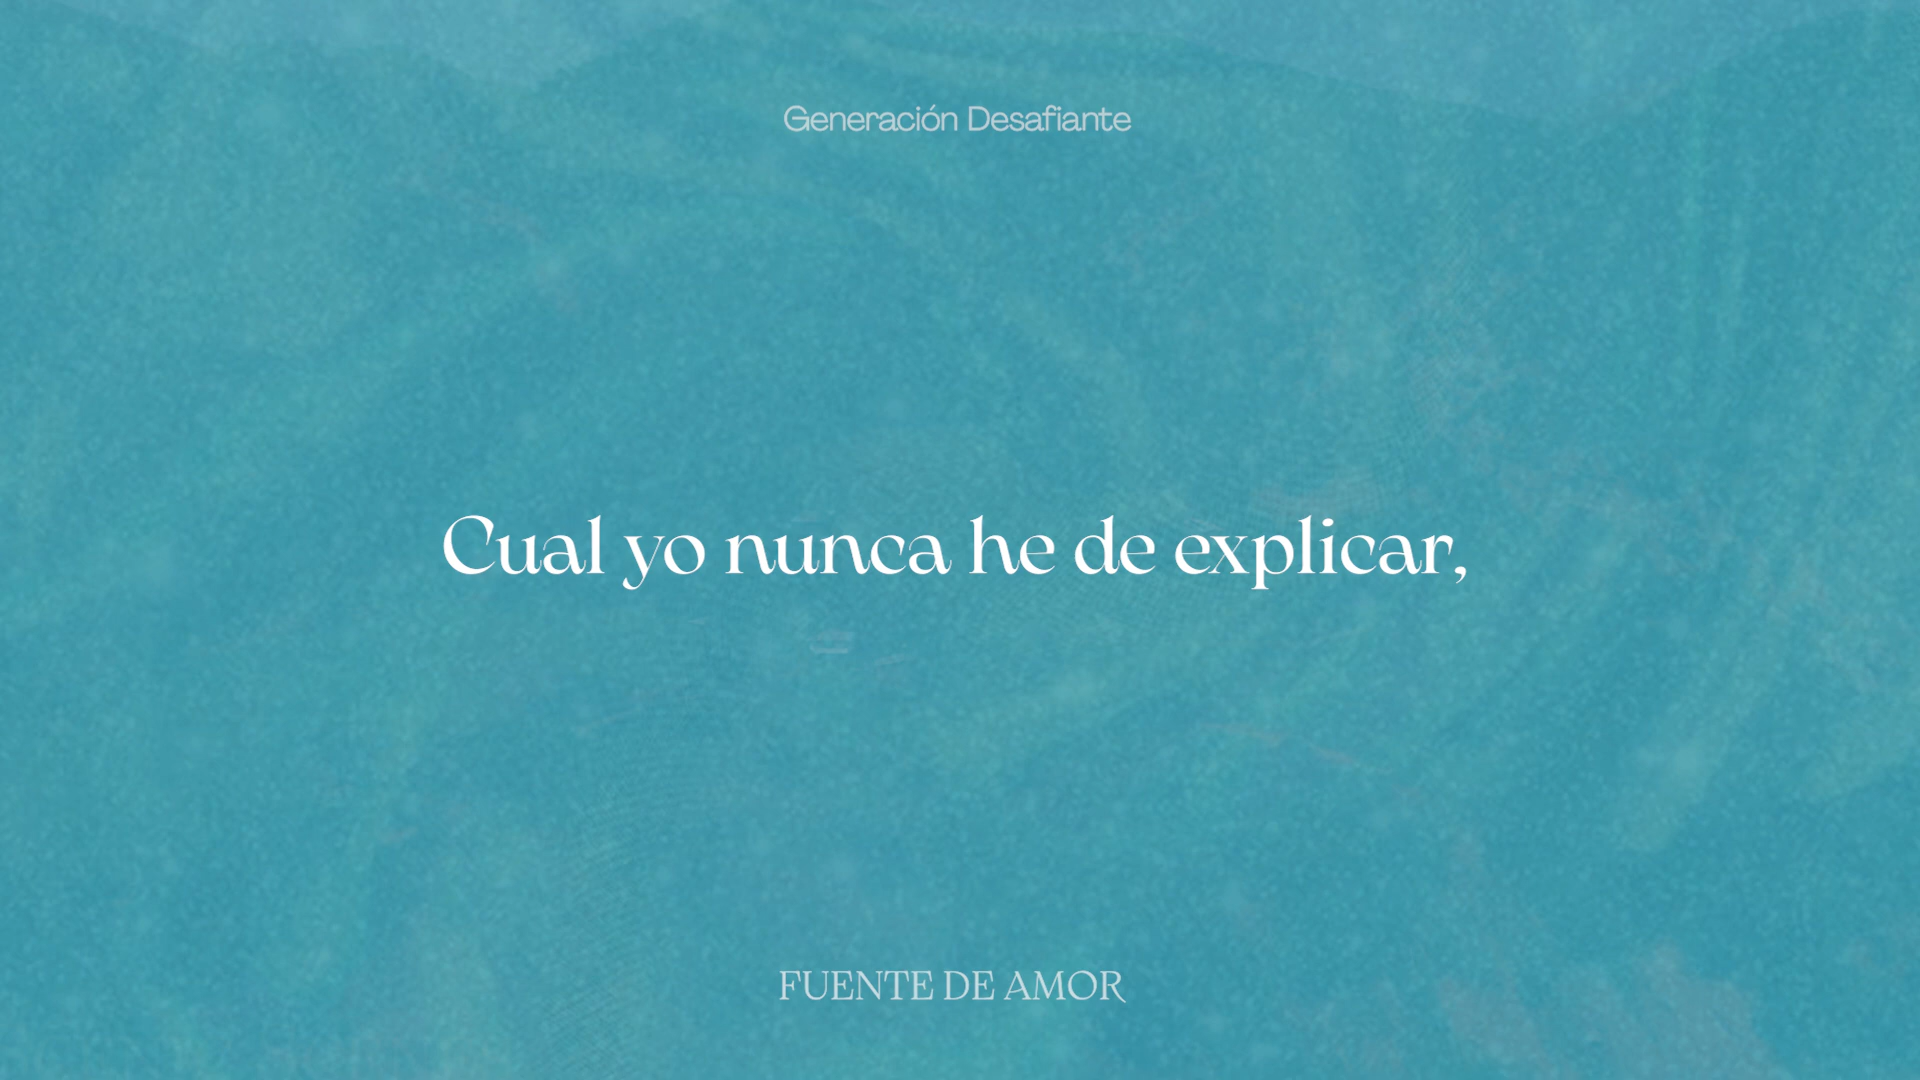 Generación Desafiante
Cual yo nunca he de explicar,
FUENTE DE AMOR